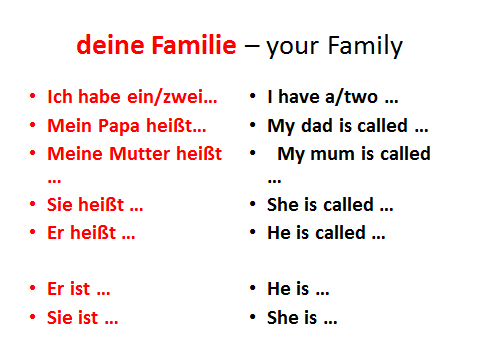 deine Familie – your Family
• Ich habe ein/zwei…
• Mein Papa heißt…
• Meine Mutter heißt
…
• Sie heißt …
• Er heißt …
• Er ist …
• Sie ist …
• I have a/two …
• My dad is called …
• My mum is called
…
• She is called …
• He is called …
• He is …
• She is …